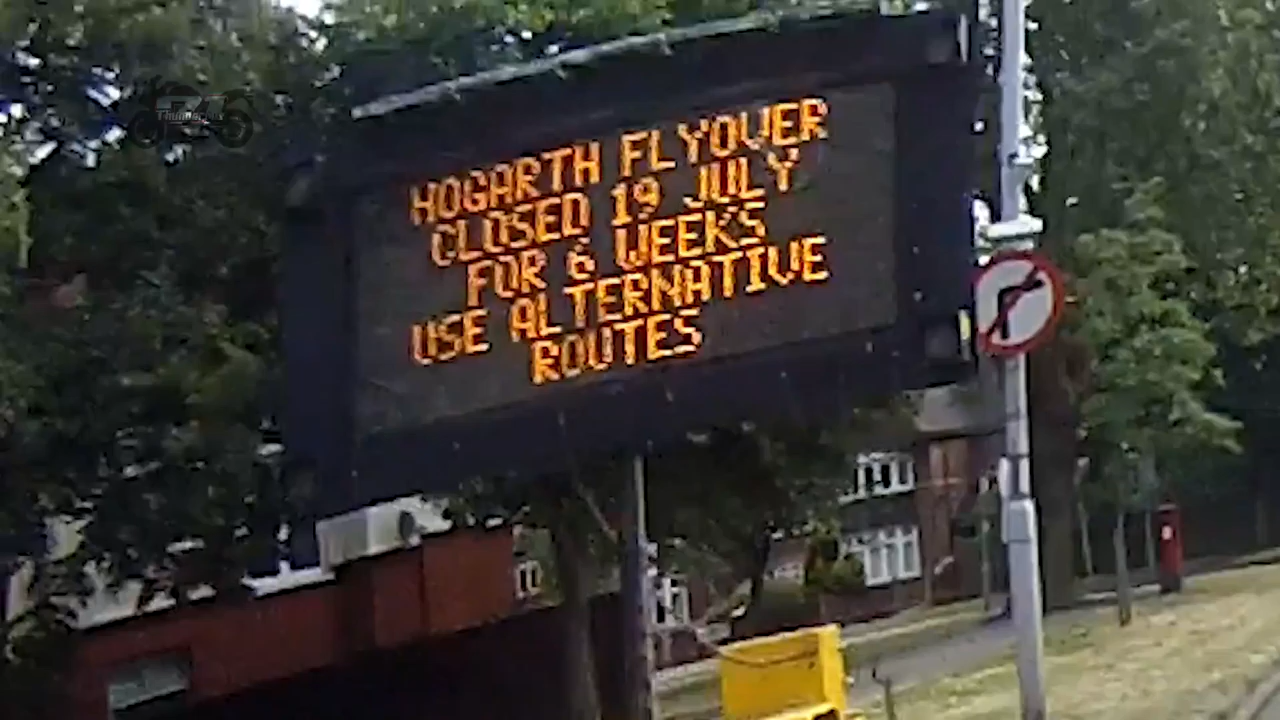 HOGARTH FLYOVER
CLOSED 19 JULY
FOR 6 WEEKS
USE ALTERNATIVE
ROUTES